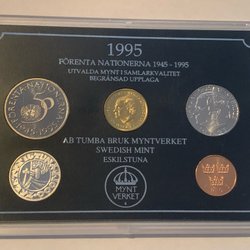 1995
FÖRENTA NATIONERNA 1945 - 1995
UTVALDA MYNT I SAMLARKVALITET
BEGRÄNSAD UPPLAGA
AB TUMBA BRUK MYNTVERKET
SWEDISH MINT
ESKILSTUNA
MYNT
VERKET